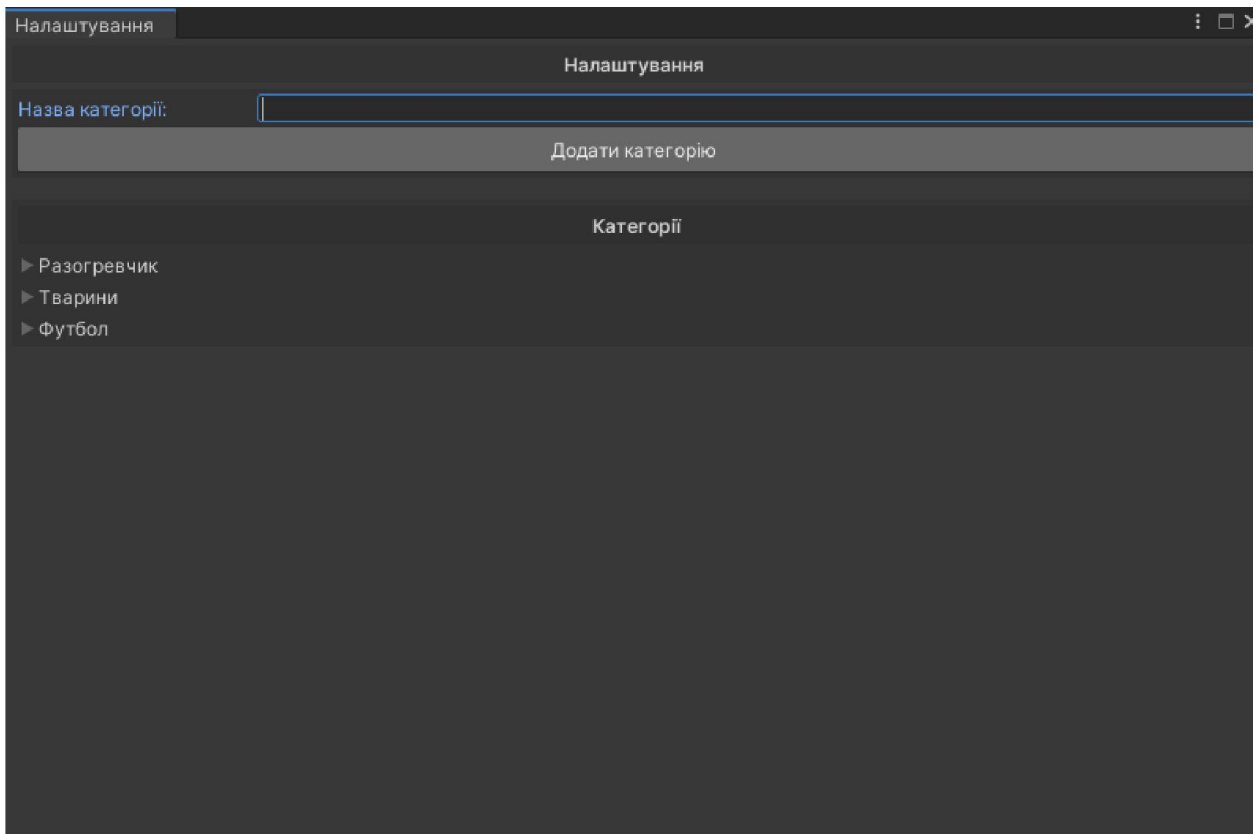 Налаштування
Налаштування
Назва категорії:
Додати категорію
Категорії
Разогревчик
Тварини
Футбол